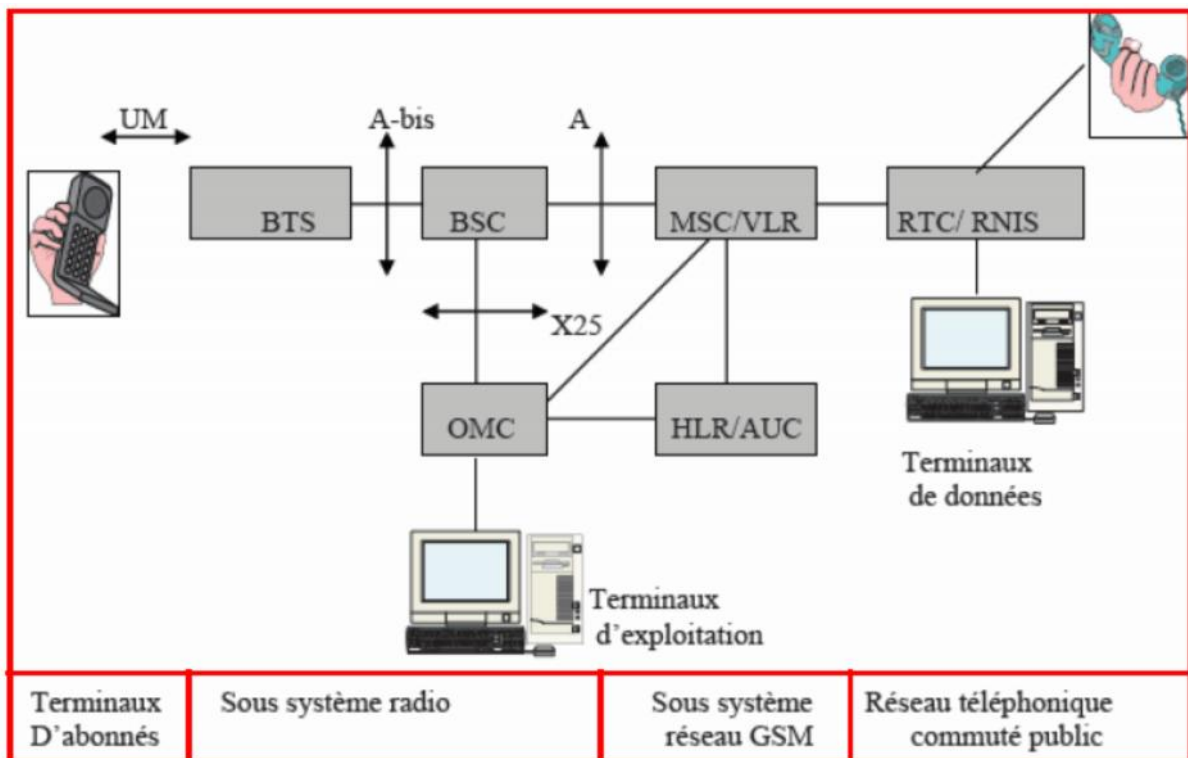 UM
A-bis
A
BTS
BSC
MSC/VLR
RTC/ RNIS
X25
OMC
HLR/AUC
Terminaux
de données
Terminaux
d’exploitation
Terminaux
D’abonnés
Sous système radio
Sous système
réseau GSM
Réseau téléphonique
commuté public